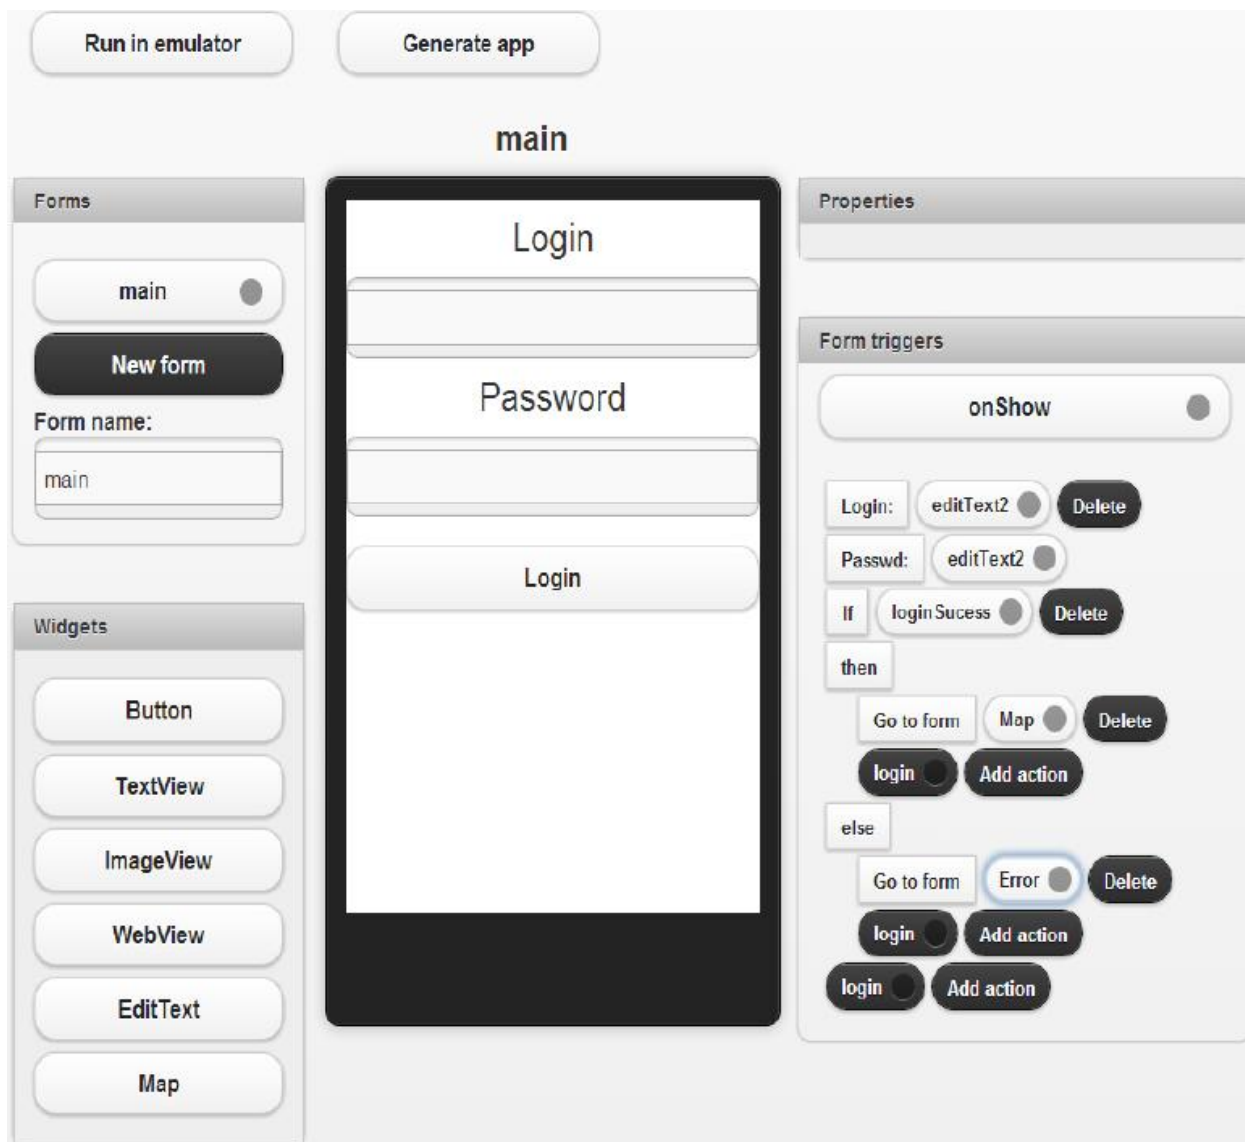 Run in emulator
Generate app
main
Forms
main
New form
Form name:
main
Widgets
Button
TextView
ImageView
WebView
EditText
Map
Login
Password
Login
Properties
Form triggers
onShow
Login: editText2 Delete
Passwd: editText2
If loginSucess Delete
then
Go to form Map Delete
login Add action
else
Go to form Error Delete
login Add action
login Add action